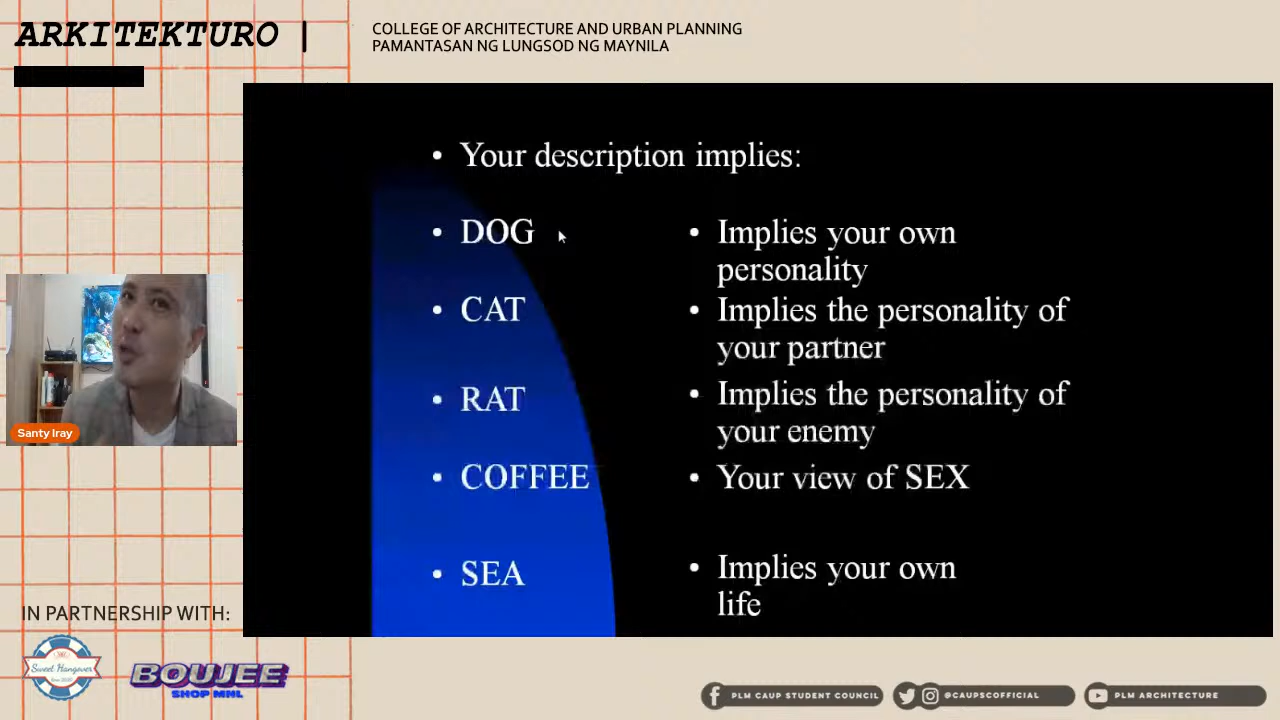 ARKITEKTURO |
COLLEGE OF ARCHITECTURE AND URBAN PLANNING
PAMANTASAN NG LUNGSOD NG MAYNILA
• Your description implies:
• DOG
• Implies your own
personality
• CAT
• Implies the personality of
your partner
• RAT
• Implies the personality of
your enemy
• COFFEE
• Your view of SEX
• SEA
• Implies your own
life
Santy Iray
IN PARTNERSHIP WITH:
Sweet Hangover
BOUJEE
SHOP MNL
PLM CAUP STUDENT COUNCIL
@CAUPSCOFFICIAL
PLM ARCHITECTURE